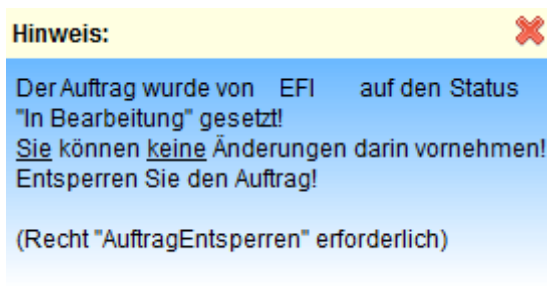 Hinweis:
Der Auftrag wurde von EFI auf den Status
"In Bearbeitung" gesetzt!
Sie können keine Änderungen darin vornehmen!
Entsperren Sie den Auftrag!
(Recht "AuftragEntsperren" erforderlich)